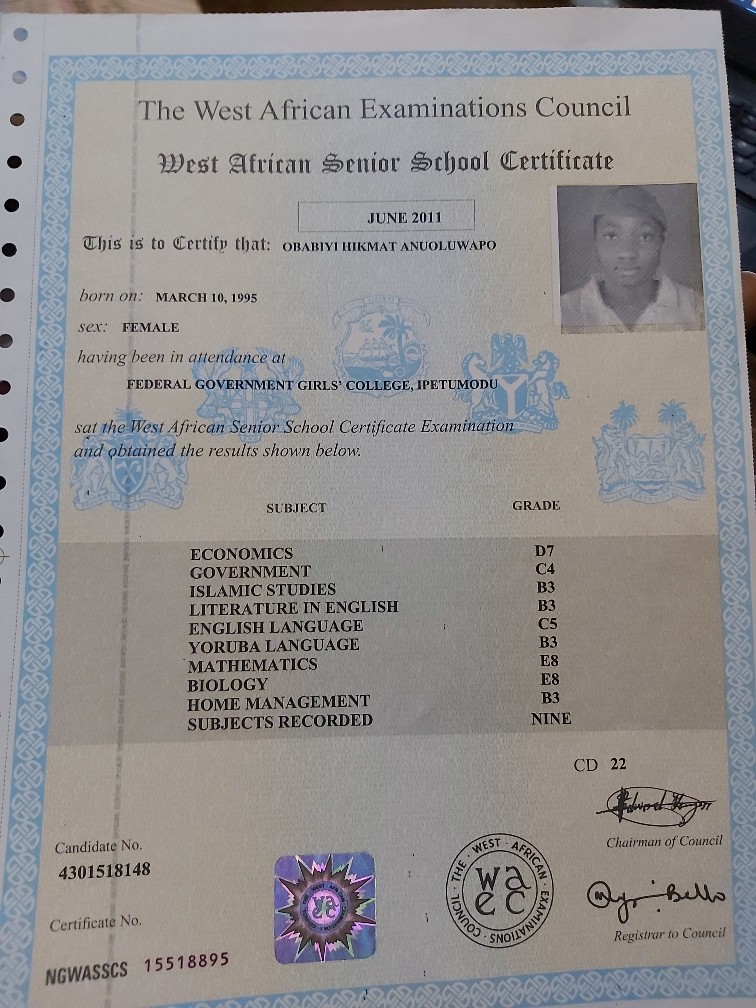 The West African Examinations Council
West African Senior School Certificate
JUNE 2011
This is to Certify that: OBABIYI HIKMAT ANUOLUWAPO
born on: MARCH 10, 1995
sex: FEMALE
having been in attendance at
FEDERAL GOVERNMENT GIRLS' COLLEGE, IPETUMODU
sat the West African Senior School Certificate Examination
and obtained the results shown below.
SUBJECT GRADE
ECONOMICS D7
GOVERNMENT C4
ISLAMIC STUDIES B3
LITERATURE IN ENGLISH B3
ENGLISH LANGUAGE C5
YORUBA LANGUAGE B3
MATHEMATICS E8
BIOLOGY E8
HOME MANAGEMENT B3
SUBJECTS RECORDED NINE
CD 22
Chairman of Council
Candidate No.
4301518148
THE · WEST · AFRICAN · EXAMINATIONS · COUNCIL ·
wa
ec
Certificate No.
Registrar to Council
NGWASSCS 15518895